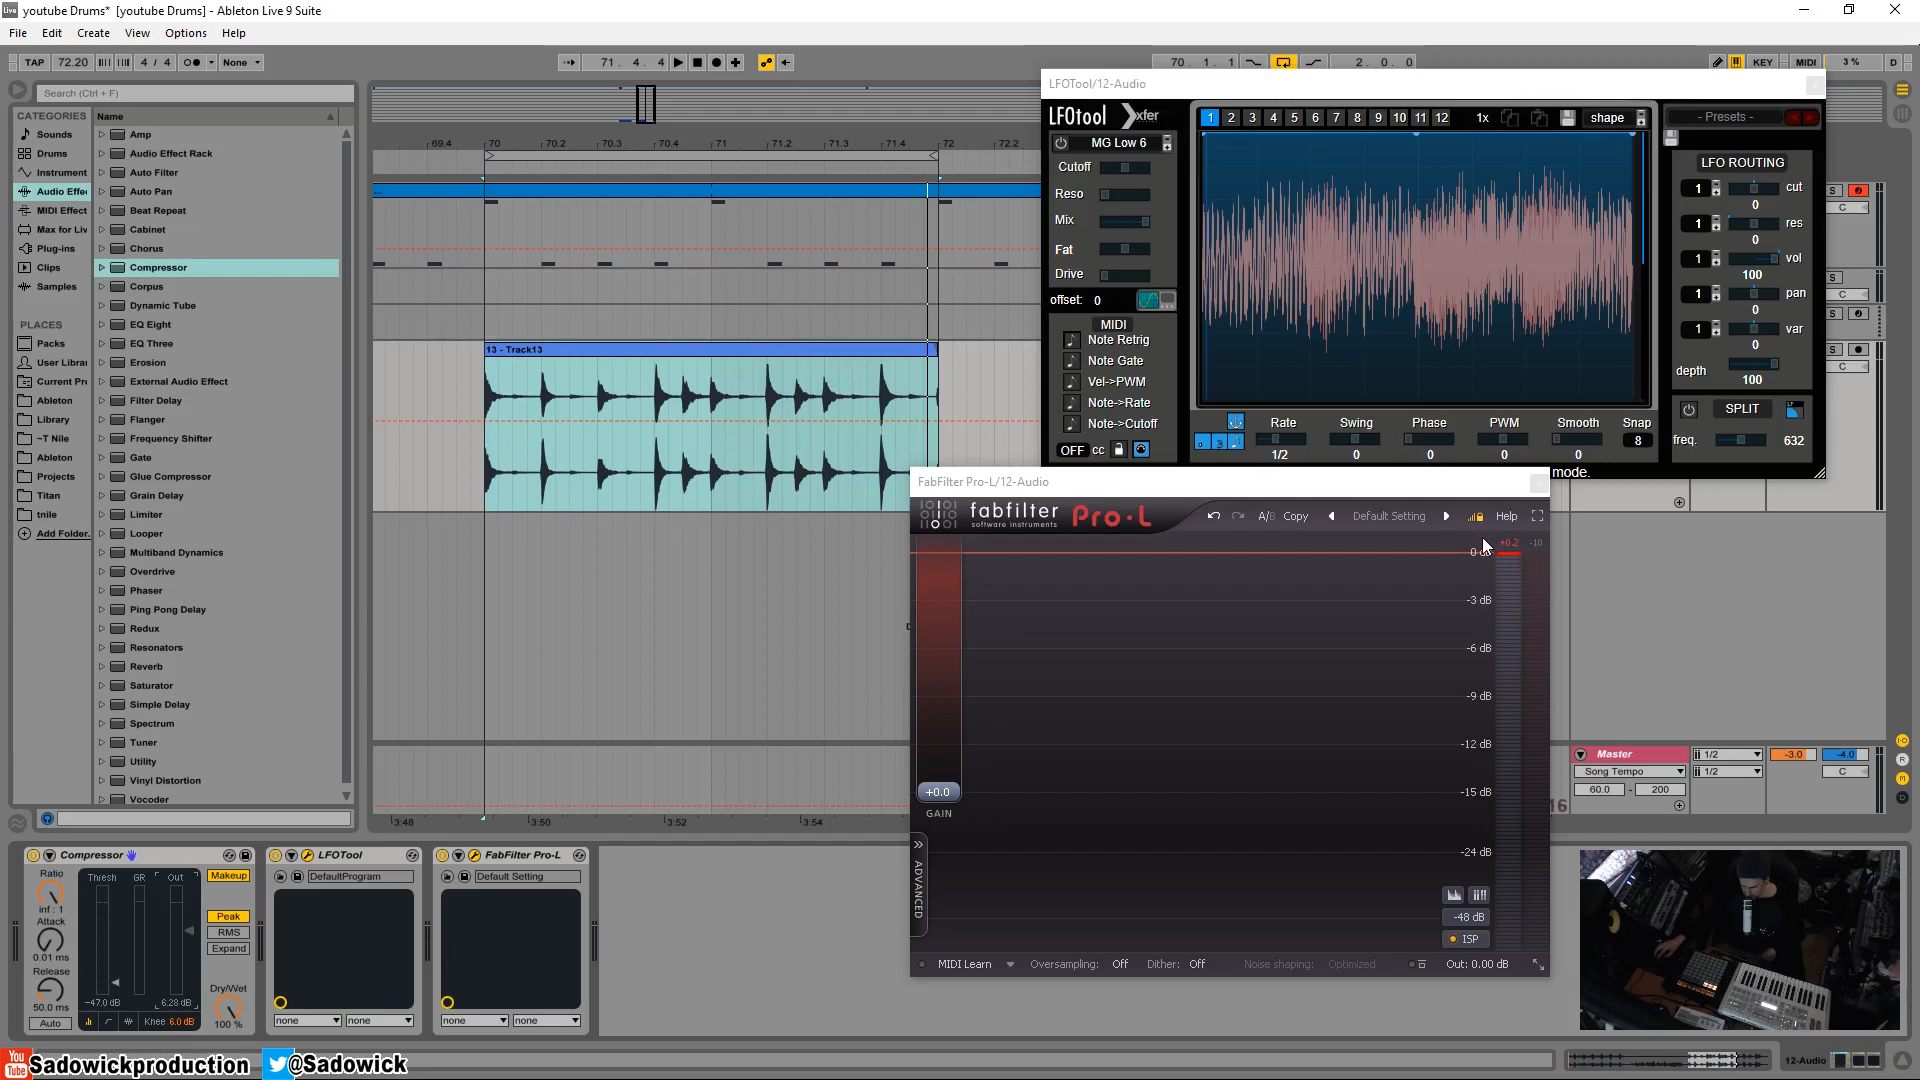 youtube Drums* [youtube Drums] - Ableton Live 9 Suite
File Edit Create View Options Help
TAP 72.20 4 / 4 None 71. 4. 4 70. 1. 1 2. 0. 0 KEY MIDI 3 % D
Search (Ctrl + F)
CATEGORIES
Sounds
Drums
Instrument
Audio Effe
MIDI Effect
Max for Liv
Plug-ins
Clips
Samples
PLACES
Packs
User Librar
Current Pr
Ableton
Library
~T Nile
Ableton
Projects
Titan
tnile
Add Folder.
Name
Amp
Audio Effect Rack
Auto Filter
Auto Pan
Beat Repeat
Cabinet
Chorus
Compressor
Corpus
Dynamic Tube
EQ Eight
EQ Three
Erosion
External Audio Effect
Filter Delay
Flanger
Frequency Shifter
Gate
Glue Compressor
Grain Delay
Limiter
Looper
Multiband Dynamics
Overdrive
Phaser
Ping Pong Delay
Redux
Resonators
Reverb
Saturator
Simple Delay
Spectrum
Tuner
Utility
Vinyl Distortion
Vocoder
69.4 70 70.2 70.3 70.4 71 71.2 71.3 71.4 72 72.2
13 - Track13
3:48 3:50 3:52 3:54
LFOTool/12-Audio
LFOtool xfer
MG Low 6
Cutoff
Reso
Mix
Fat
Drive
offset: 0
MIDI
Note Retrig
Note Gate
Vel->PWM
Note->Rate
Note->Cutoff
OFF cc
1 2 3 4 5 6 7 8 9 10 11 12 1x shape
Rate Swing Phase PWM Smooth Snap
1/2 0 0 0 0 8
- Presets -
LFO ROUTING
1 cut
0
1 res
0
1 vol
100
1 pan
0
1 var
0
depth
100
SPLIT
freq. 632
mode.
FabFilter Pro-L/12-Audio
fabfilter
software instruments
Pro·L
A/B Copy Default Setting Help
+0.2 -10
0 dB
-3 dB
-6 dB
-9 dB
-12 dB
-15 dB
-24 dB
+0.0
GAIN
ADVANCED
-48 dB
ISP
MIDI Learn Oversampling: Off Dither: Off Noise shaping: Optimized Out: 0.00 dB
S
C
S
C
S
S
C
Master 1/2 -3.0 -4.0
Song Tempo 1/2 C
60.0 - 200
Compressor
Ratio
inf : 1
Attack
0.01 ms
Release
50.0 ms
Auto
Thresh GR Out
-47.0 dB 6.28 dB
Knee 6.0 dB
Makeup
Peak
RMS
Expand
Dry/Wet
100 %
LFOTool
DefaultProgram
none none
FabFilter Pro-L
Default Setting
none none
You
Tube
Sadowickproduction @Sadowick
12-Audio